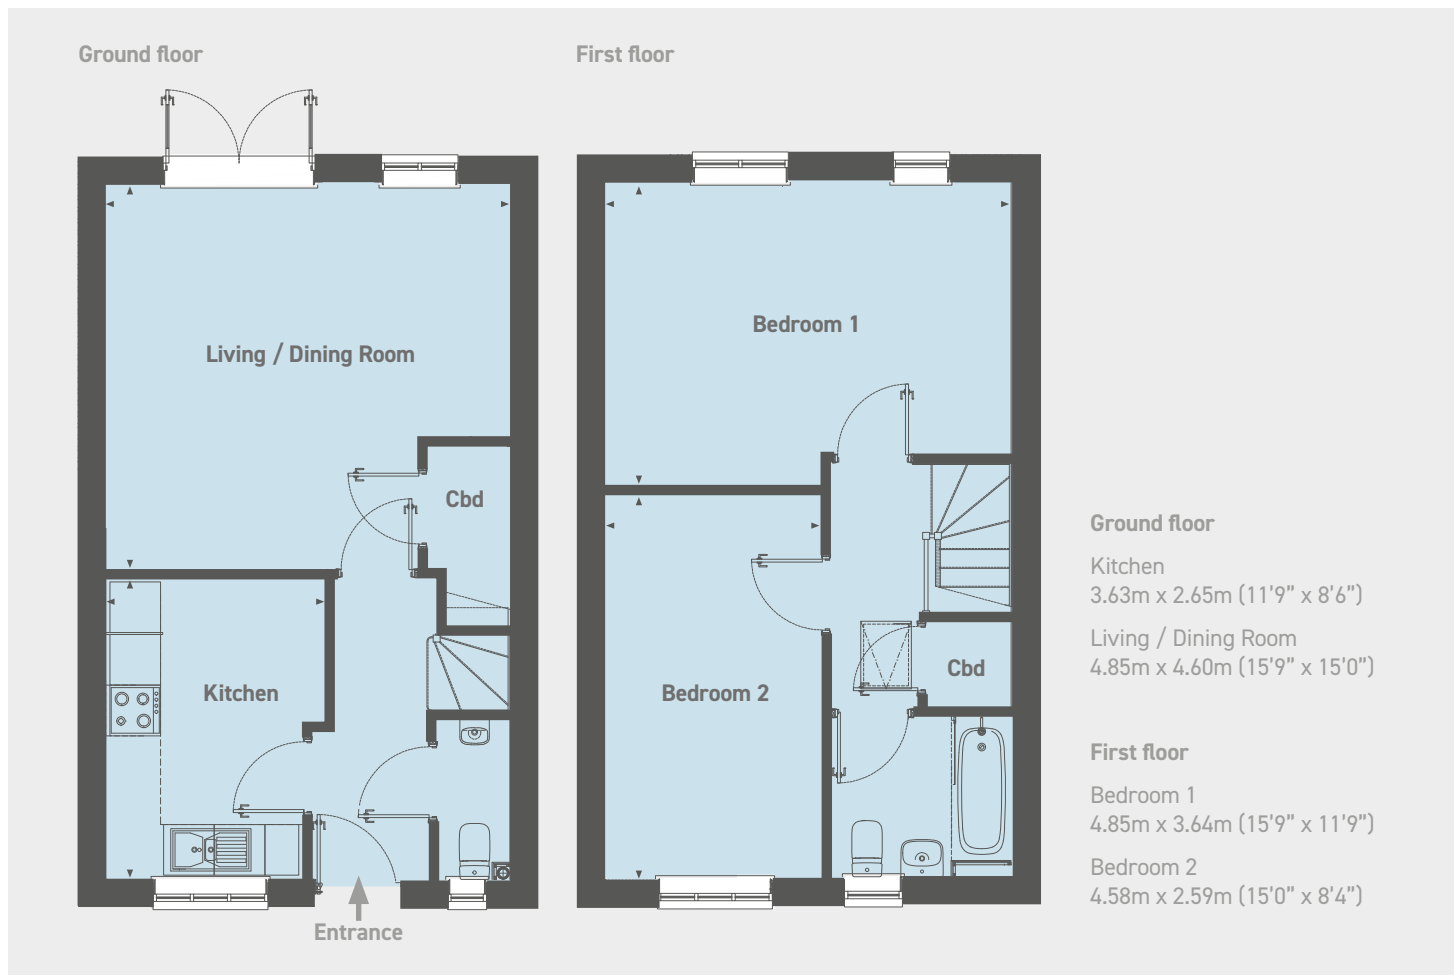 Ground floor
First floor
Living / Dining Room
Cbd
Kitchen
Entrance
Bedroom 1
Bedroom 2
Cbd
Ground floor
Kitchen
3.63m x 2.65m (11’9” x 8’6”)
Living / Dining Room
4.85m x 4.60m (15’9” x 15’0”)
First floor
Bedroom 1
4.85m x 3.64m (15’9” x 11’9”)
Bedroom 2
4.58m x 2.59m (15’0” x 8’4”)